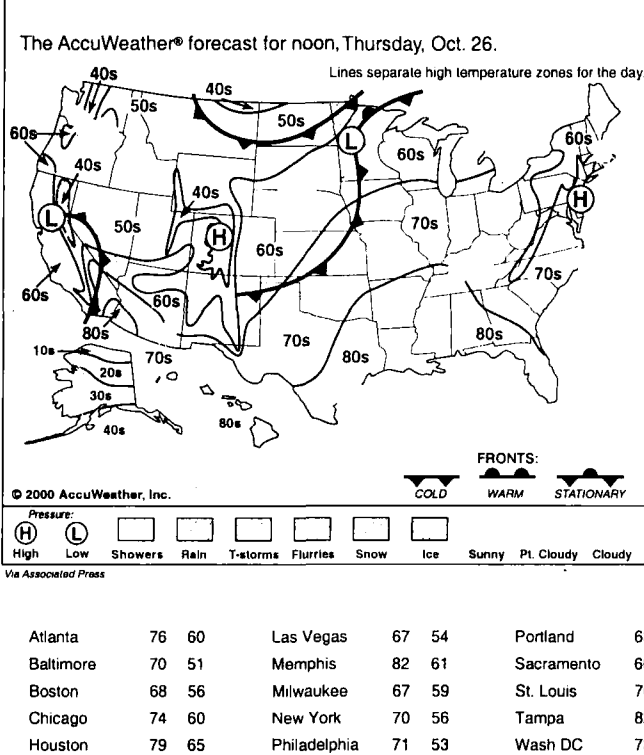 The AccuWeather® forecast for noon, Thursday, Oct. 26.
Lines separate high temperature zones for the day.
40s
50s
40s
50s
60s
60s
60s
40s
L
L
H
40s
50s
H
60s
70s
70s
60s
60s
80s
70s
70s
80s
80s
10s
20s
30s
40s
80s
FRONTS:
COLD WARM STATIONARY
© 2000 AccuWeather, Inc.
Pressure:
H L
High Low Showers Rain T-storms Flurries Snow Ice Sunny Pt. Cloudy Cloudy
Via Associated Press
Atlanta 76 60 Las Vegas 67 54 Portland 6
Baltimore 70 51 Memphis 82 61 Sacramento 6
Boston 68 56 Milwaukee 67 59 St. Louis 7
Chicago 74 60 New York 70 56 Tampa 8
Houston 79 65 Philadelphia 71 53 Wash DC 7